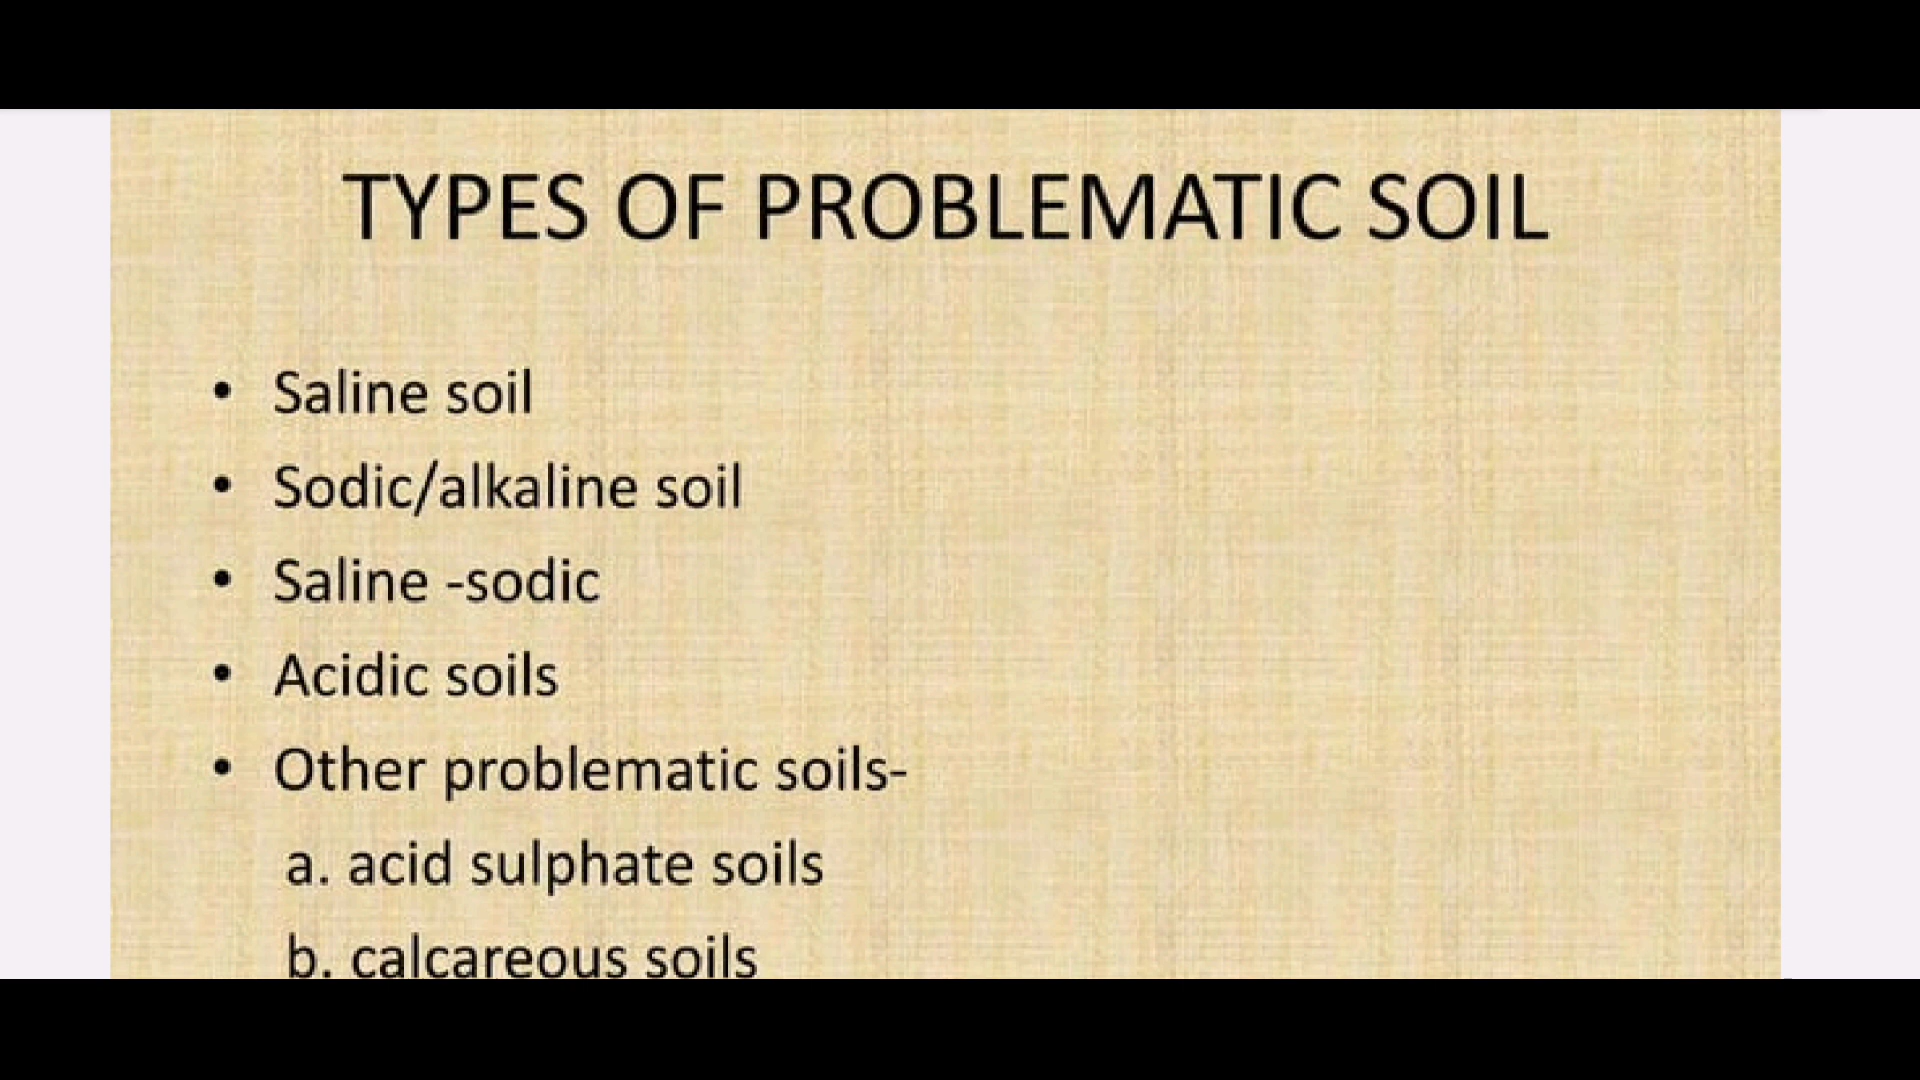 TYPES OF PROBLEMATIC SOIL
• Saline soil
• Sodic/alkaline soil
• Saline -sodic
• Acidic soils
• Other problematic soils-
a. acid sulphate soils
b. calcareous soils